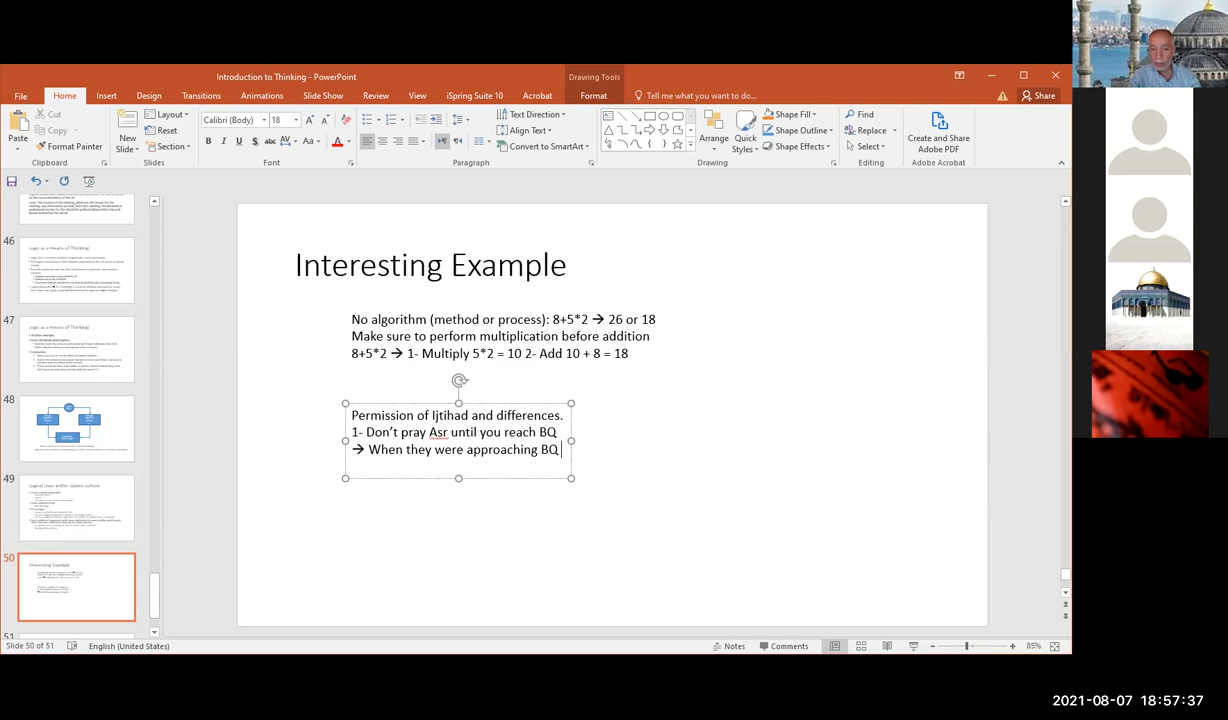 Introduction to Thinking - PowerPoint
Drawing Tools
File Home Insert Design Transitions Animations Slide Show Review View iSpring Suite 10 Acrobat Format Tell me what you want to do... Share
Cut
Copy
Format Painter
Paste
Clipboard
New
Slide
Layout
Reset
Section
Slides
Calibri (Body) 18
B I U S abc AV Aa A
Font
Text Direction
Align Text
Convert to SmartArt
Paragraph
Arrange
Quick
Styles
Shape Fill
Shape Outline
Shape Effects
Drawing
Find
Replace
Select
Editing
Create and Share
Adobe PDF
Adobe Acrobat
46
Logic as a means of Thinking
47
Logic as a means of Thinking
48
49
Logical Uses within Islamic culture
50
Interesting Example
51
Interesting Example
No algorithm (method or process): 8+5*2 → 26 or 18
Make sure to perform multiplication before addition
8+5*2 → 1- Multiply 5*2 = 10 2- Add 10 + 8 = 18
Permission of Ijtihad and differences.
1- Don't pray Asr until you reach BQ
→ When they were approaching BQ
Slide 50 of 51 English (United States) Notes Comments 85%
2021-08-07 18:57:37